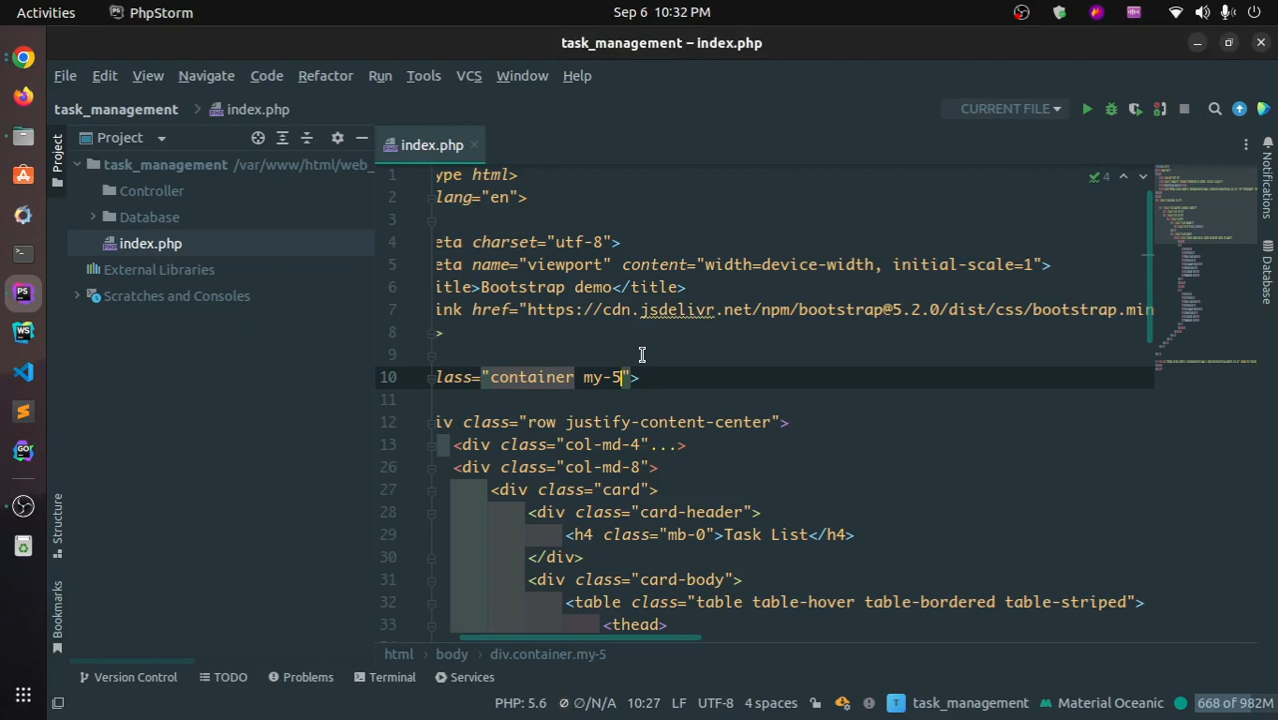 Activities PhpStorm Sep 6 10:32 PM
task_management – index.php
File Edit View Navigate Code Refactor Run Tools VCS Window Help
task_management index.php CURRENT FILE
Project Project index.php
task_management /var/www/html/web_
Controller
Database
index.php
External Libraries
Scratches and Consoles
Structure
Bookmarks
4
1 ype html>
2 lang="en">
3
4 eta charset="utf-8">
5 eta name="viewport" content="width=device-width, initial-scale=1">
6 itle>Bootstrap demo</title>
7 ink href="https://cdn.jsdelivr.net/npm/bootstrap@5.2.0/dist/css/bootstrap.min
8 >
9
10 lass="container my-5">
11
12 iv class="row justify-content-center">
13 <div class="col-md-4"...>
26 <div class="col-md-8">
27 <div class="card">
28 <div class="card-header">
29 <h4 class="mb-0">Task List</h4>
30 </div>
31 <div class="card-body">
32 <table class="table table-hover table-bordered table-striped">
33 <thead>
Notifications
Database
html body div.container.my-5
Version Control TODO Problems Terminal Services
PHP: 5.6 ∅/N/A 10:27 LF UTF-8 4 spaces T task_management Material Oceanic 668 of 982M